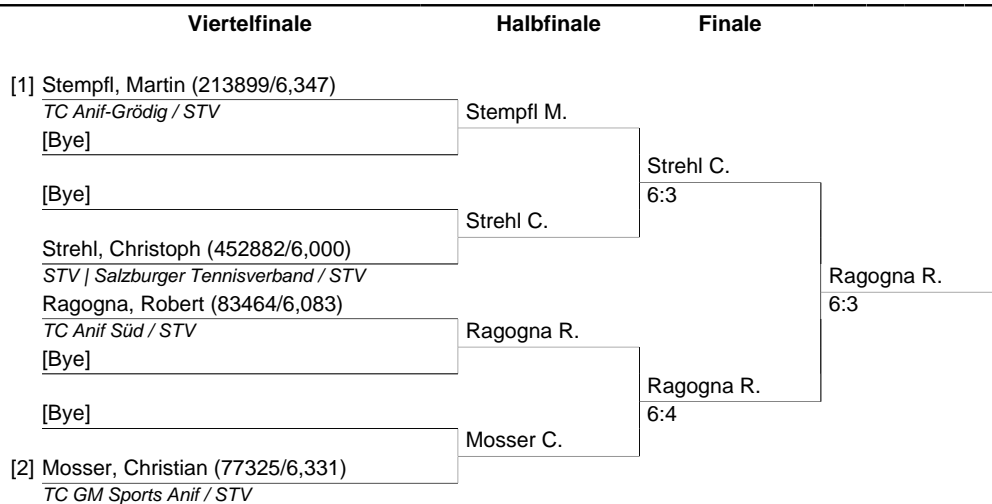 Viertelfinale Halbfinale Finale
[1] Stempfl, Martin (213899/6,347)
TC Anif-Grödig / STV
Stempfl M.
[Bye]
Strehl C.
[Bye]
6:3
Strehl C.
Strehl, Christoph (452882/6,000)
STV | Salzburger Tennisverband / STV
Ragogna R.
Ragogna, Robert (83464/6,083)
6:3
TC Anif Süd / STV
Ragogna R.
[Bye]
Ragogna R.
[Bye]
6:4
Mosser C.
[2] Mosser, Christian (77325/6,331)
TC GM Sports Anif / STV